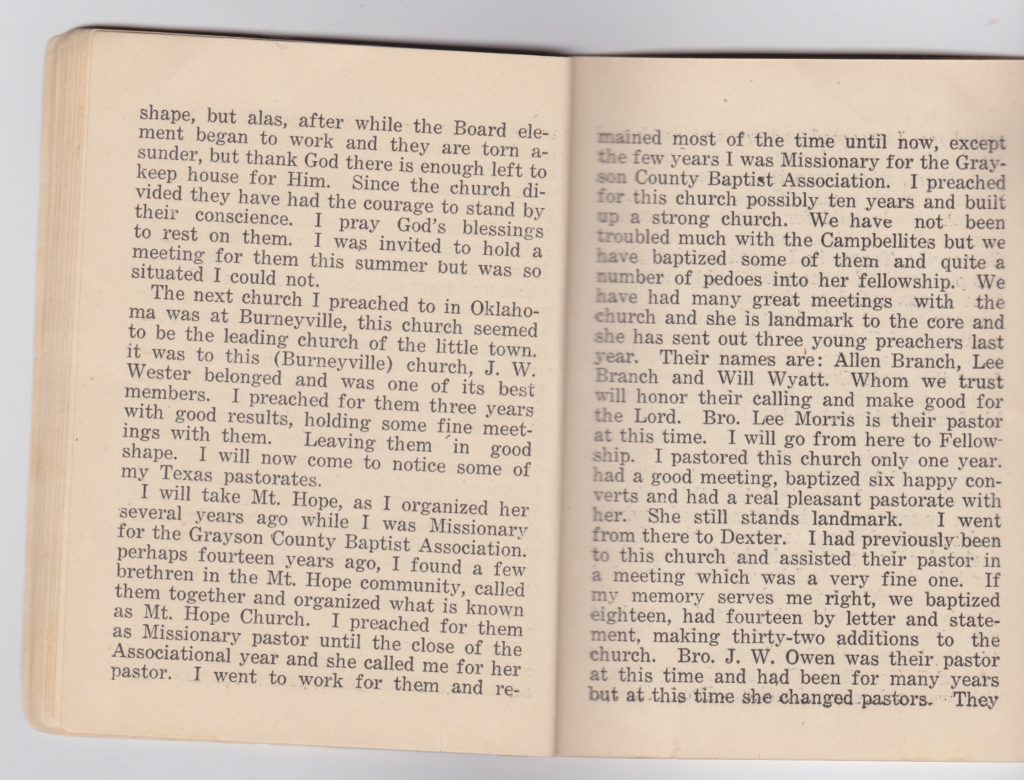 shape, but alas, after while the Board ele-
ment began to work and they are torn a-
sunder, but thank God there is enough left to
keep house for Him. Since the church di-
vided they have had the courage to stand by
their conscience. I pray God's blessings
to rest on them. I was invited to hold a
meeting for them this summer but was so
situated I could not.
The next church I preached to in Oklaho-
ma was at Burneyville, this church seemed
to be the leading church of the little town.
it was to this (Burneyville) church, J. W.
Wester belonged and was one of its best
members. I preached for them three years
with good results, holding some fine meet-
ings with them. Leaving them in good
shape. I will now come to notice some of
my Texas pastorates.
I will take Mt. Hope, as I organized her
several years ago while I was Missionary
for the Grayson County Baptist Association.
perhaps fourteen years ago, I found a few
brethren in the Mt. Hope community, called
them together and organized what is known
as Mt. Hope Church. I preached for them
as Missionary pastor until the close of the
Associational year and she called me for her
pastor. I went to work for them and re-
mained most of the time until now, except
the few years I was Missionary for the Gray-
son County Baptist Association. I preached
for this church possibly ten years and built
up a strong church. We have not been
troubled much with the Campbellites but we
have baptized some of them and quite a
number of pedoes into her fellowship. We
have had many great meetings with the
church and she is landmark to the core and
she has sent out three young preachers last
year. Their names are: Allen Branch, Lee
Branch and Will Wyatt. Whom we trust
will honor their calling and make good for
the Lord. Bro. Lee Morris is their pastor
at this time. I will go from here to Fellow-
ship. I pastored this church only one year.
had a good meeting, baptized six happy con-
verts and had a real pleasant pastorate with
her. She still stands landmark. I went
from there to Dexter. I had previously been
to this church and assisted their pastor in
a meeting which was a very fine one. If
my memory serves me right, we baptized
eighteen, had fourteen by letter and state-
ment, making thirty-two additions to the
church. Bro. J. W. Owen was their pastor
at this time and had been for many years
but at this time she changed pastors. They